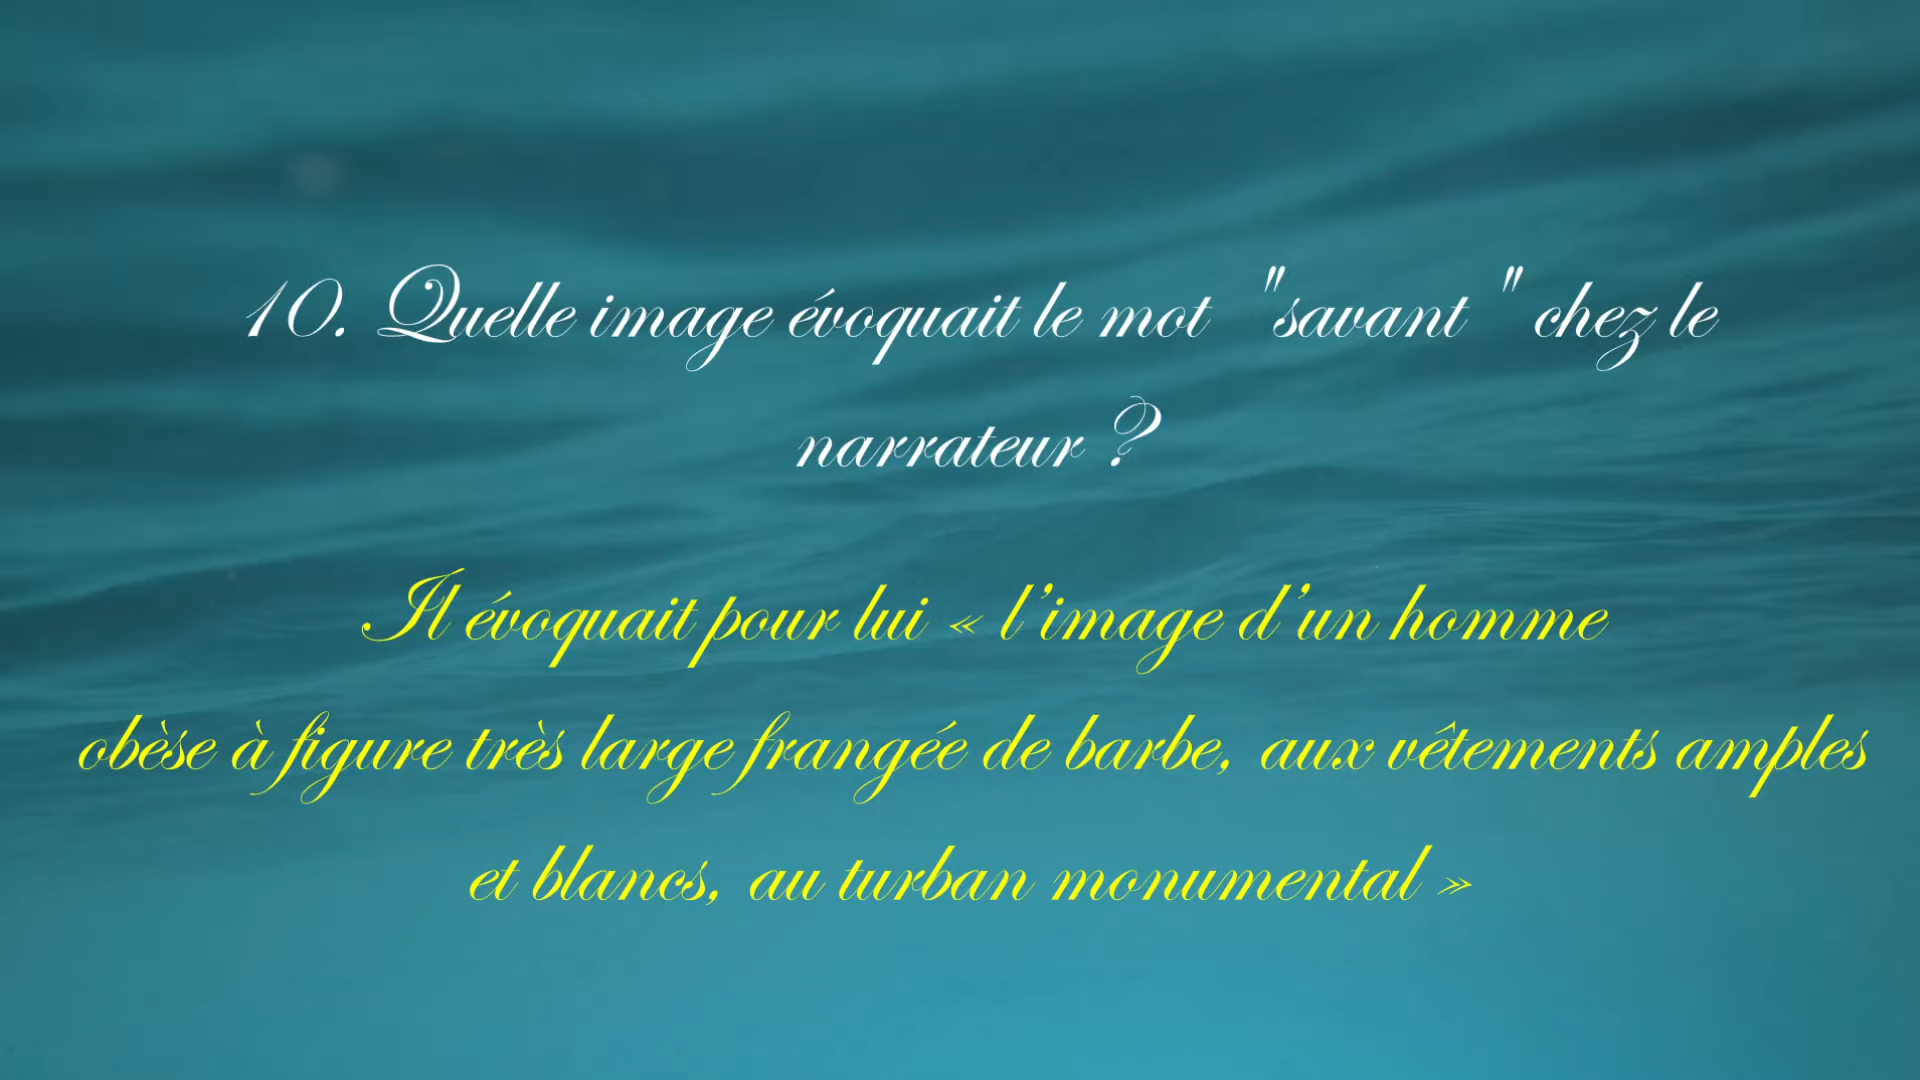 10. Quelle image évoquait le mot "savant " chez le
narrateur ?
Il évoquait pour lui « l’image d’un homme
obèse à figure très large frangée de barbe, aux vêtements amples
et blancs, au turban monumental »